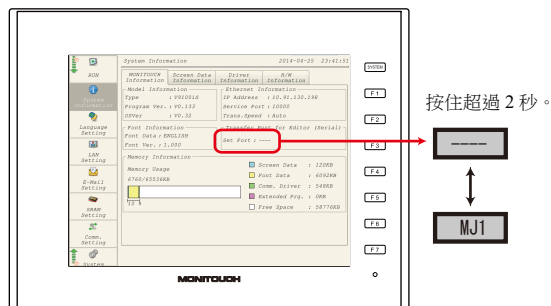 System Information 2014-04-25 23:41:51
SYSTEM
RUN
System Information
Language Setting
LAN Setting
E-Mail Setting
SRAM Setting
Comm. Setting
System
MONITOUCH Information
Screen Data Information
Driver Information
H/W Information
Model Information
Type : V9100iS
Program Ver. : V0.133
OSVer : V0.32
Ethernet Information
IP Address : 10.91.130.198
Service Port : 10000
Trans.Speed : Auto
Font Information
Font Data : ENGLISH
Font Ver. : 1.000
Transfer Port for Editor (Serial)
Set Port : ----
Memory Information
Memory Usage
6760/65536KB
10 %
Screen Data : 120KB
Font Data : 6092KB
Comm. Driver : 548KB
Extended Prg. : 0KB
Free Space : 58776KB
F1
F2
F3
F4
F5
F6
F7
MONITOUCH
按住超過 2 秒。
----
MJ1